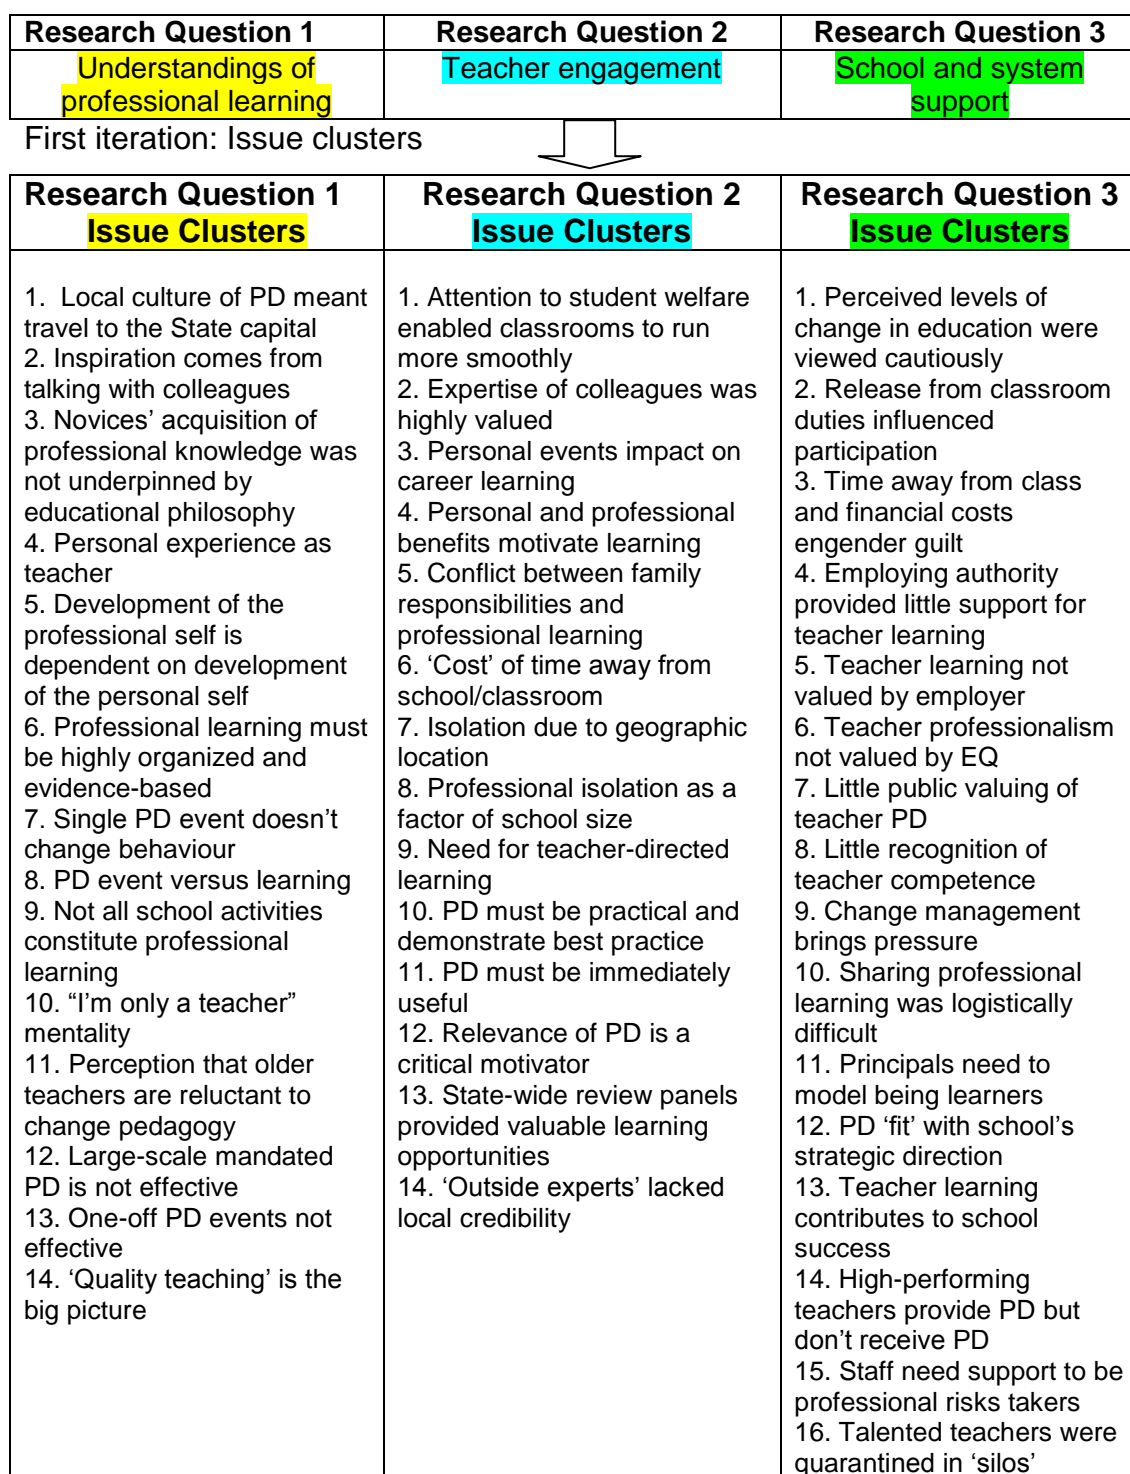 Research Question 1
Research Question 2
Research Question 3
Understandings of
professional learning
Teacher engagement
School and system
support
First iteration: Issue clusters
Research Question 1
Issue Clusters
Research Question 2
Issue Clusters
Research Question 3
Issue Clusters
1.  Local culture of PD meant
travel to the State capital
2. Inspiration comes from
talking with colleagues
3. Novices’ acquisition of
professional knowledge was
not underpinned by
educational philosophy
4. Personal experience as
teacher
5. Development of the
professional self is
dependent on development
of the personal self
6. Professional learning must
be highly organized and
evidence-based
7. Single PD event doesn’t
change behaviour
8. PD event versus learning
9. Not all school activities
constitute professional
learning
10. “I’m only a teacher”
mentality
11. Perception that older
teachers are reluctant to
change pedagogy
12. Large-scale mandated
PD is not effective
13. One-off PD events not
effective
14. ‘Quality teaching’ is the
big picture
1. Attention to student welfare
enabled classrooms to run
more smoothly
2. Expertise of colleagues was
highly valued
3. Personal events impact on
career learning
4. Personal and professional
benefits motivate learning
5. Conflict between family
responsibilities and
professional learning
6. ‘Cost’ of time away from
school/classroom
7. Isolation due to geographic
location
8. Professional isolation as a
factor of school size
9. Need for teacher-directed
learning
10. PD must be practical and
demonstrate best practice
11. PD must be immediately
useful
12. Relevance of PD is a
critical motivator
13. State-wide review panels
provided valuable learning
opportunities
14. ‘Outside experts’ lacked
local credibility
1. Perceived levels of
change in education were
viewed cautiously
2. Release from classroom
duties influenced
participation
3. Time away from class
and financial costs
engender guilt
4. Employing authority
provided little support for
teacher learning
5. Teacher learning not
valued by employer
6. Teacher professionalism
not valued by EQ
7. Little public valuing of
teacher PD
8. Little recognition of
teacher competence
9. Change management
brings pressure
10. Sharing professional
learning was logistically
difficult
11. Principals need to
model being learners
12. PD ‘fit’ with school’s
strategic direction
13. Teacher learning
contributes to school
success
14. High-performing
teachers provide PD but
don’t receive PD
15. Staff need support to be
professional risks takers
16. Talented teachers were
quarantined in ‘silos’